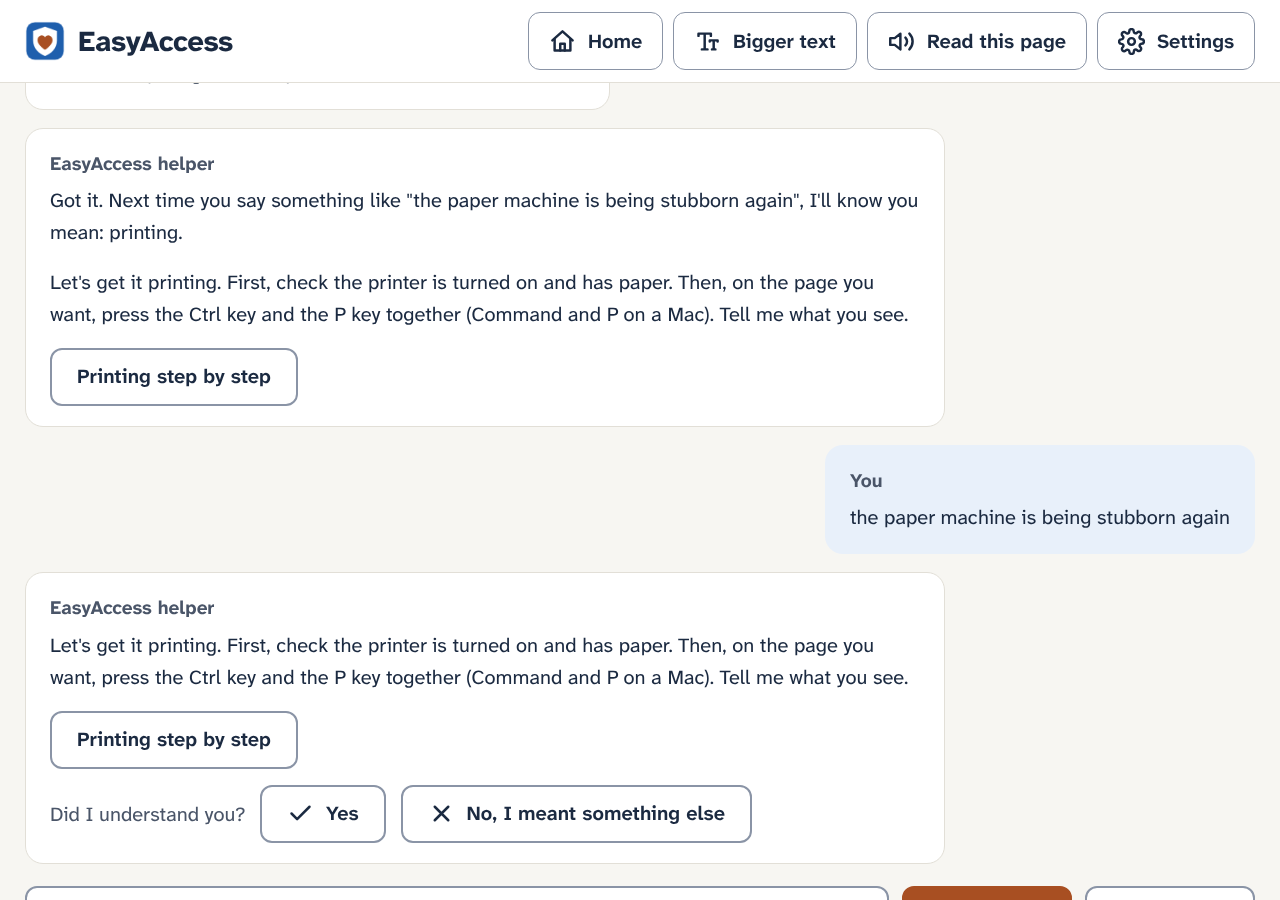 EasyAccess
Home
Bigger text
Read this page
Settings
EasyAccess helper
Got it. Next time you say something like "the paper machine is being stubborn again", I'll know you
mean: printing.
Let's get it printing. First, check the printer is turned on and has paper. Then, on the page you
want, press the Ctrl key and the P key together (Command and P on a Mac). Tell me what you see.
Printing step by step
You
the paper machine is being stubborn again
EasyAccess helper
Let's get it printing. First, check the printer is turned on and has paper. Then, on the page you
want, press the Ctrl key and the P key together (Command and P on a Mac). Tell me what you see.
Printing step by step
Did I understand you?
Yes
No, I meant something else